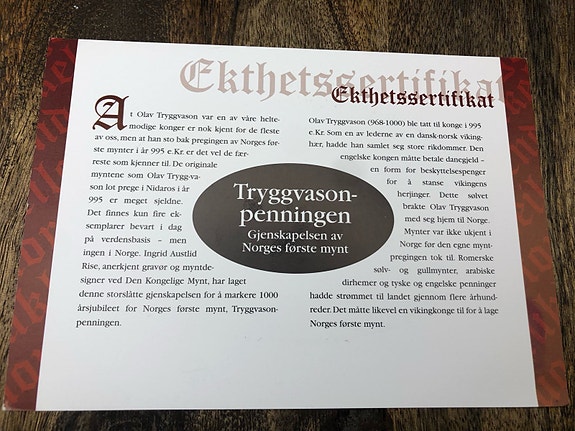 Ekthetssertifikat
Ekthetssertifikat
At Olav Tryggvason var en av våre helte-
modige konger er nok kjent for de fleste
av oss, men at han sto bak pregingen av Norges før-
ste mynter i år 995 e.Kr. er det vel de fær-
reste som kjenner til. De originale
myntene som Olav Trygg-va-
son lot prege i Nidaros i år
995 er meget sjeldne.
Det finnes kun fire ek-
semplarer bevart i dag
på verdensbasis – men
ingen i Norge. Ingrid Austlid
Rise, anerkjent gravør og myntde-
signer ved Den Kongelige Mynt, har laget
denne storslåtte gjenskapelsen for å markere 1000
årsjubileet for Norges første mynt, Tryggvason-
penningen.
Tryggvason-
penningen
Gjenskapelsen av
Norges første mynt
Olav Tryggvason (968-1000) ble tatt til konge i 995
e.Kr. Som en av lederne av en dansk-norsk viking-
hær, hadde han samlet seg store rikdommer. Den
engelske kongen måtte betale danegjeld –
en form for beskyttelsespenger
for å stanse vikingens
herjinger. Dette sølvet
brakte Olav Tryggvason
med seg hjem til Norge.
Mynter var ikke ukjent i
Norge før den egne mynt-
pregingen tok til. Romerske
sølv- og gullmynter, arabiske
dirhemer og tyske og engelske penninger
hadde strømmet til landet gjennom flere århund-
reder. Det måtte likevel en vikingkonge til for å lage
Norges første mynt.